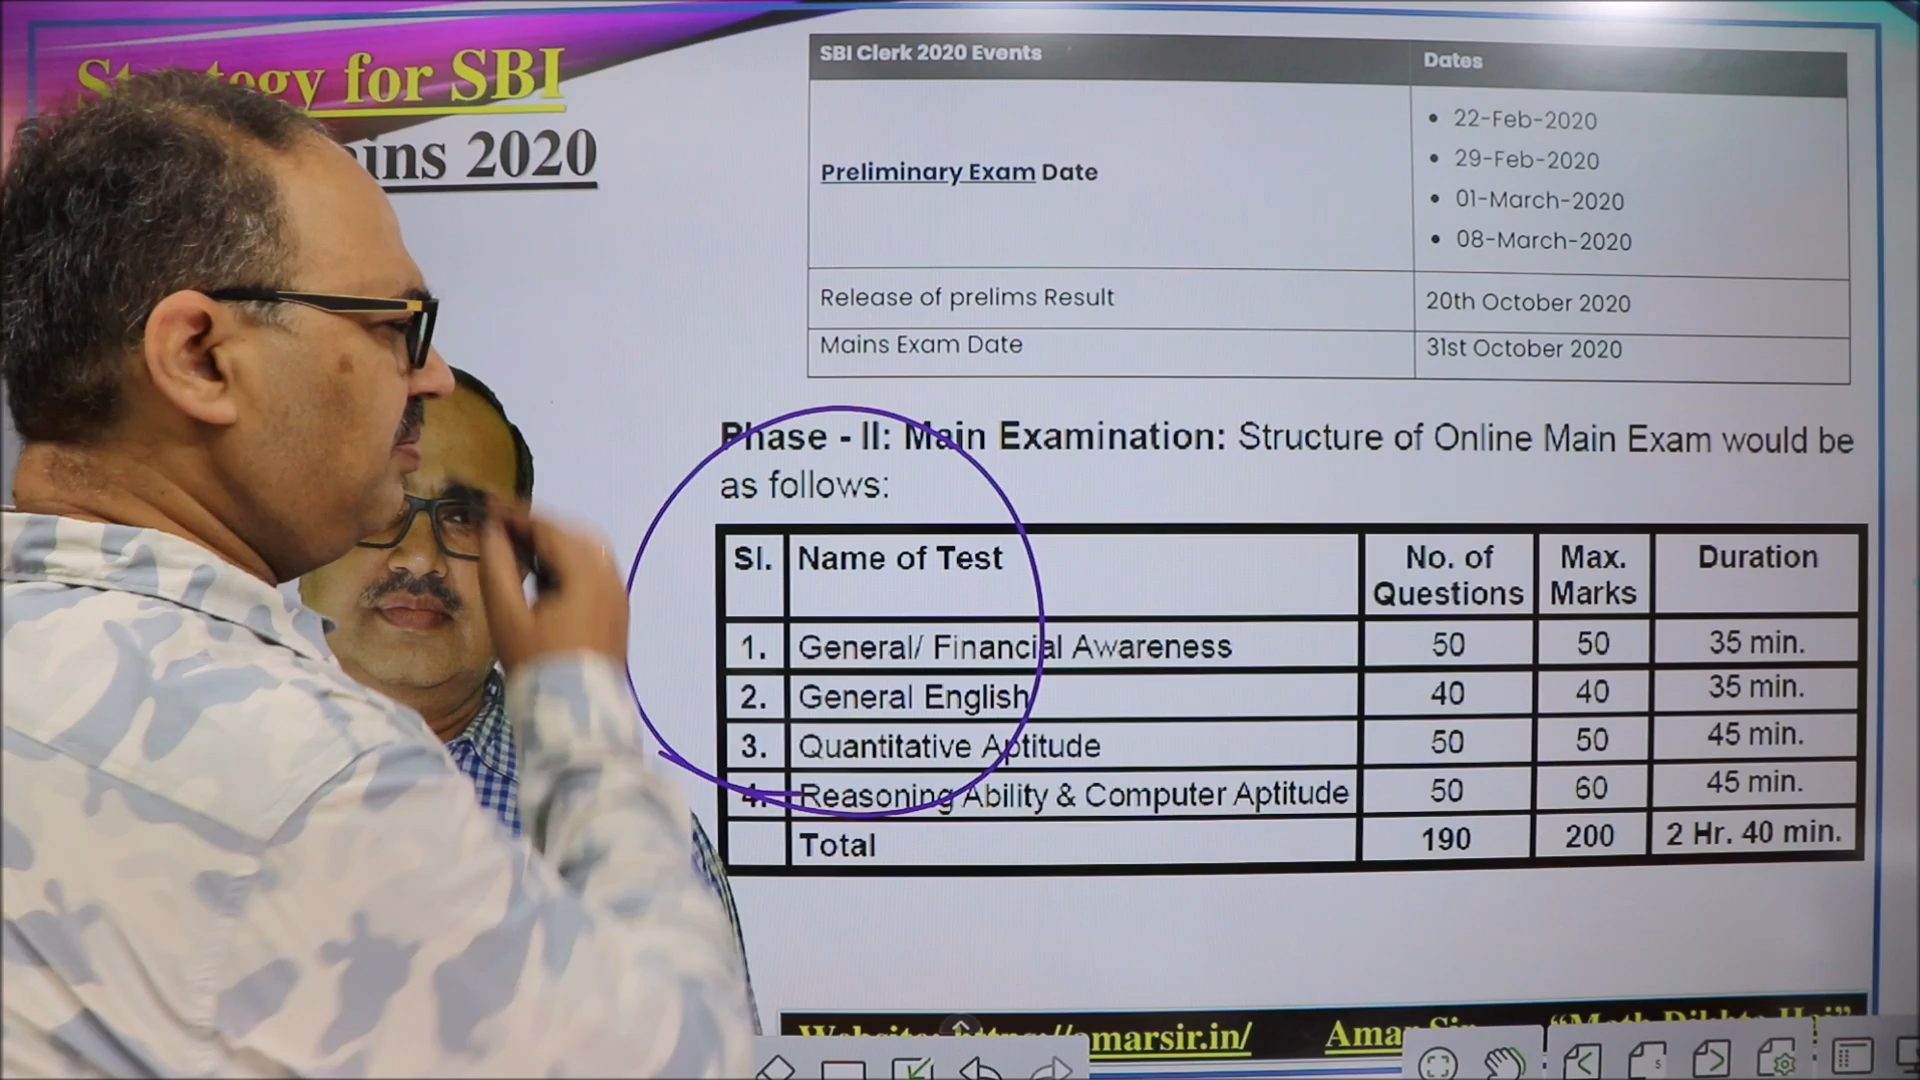 for SBI
2020
SBI Clerk 2020 Events
Dates
Preliminary Exam Date
• 22-Feb-2020
• 29-Feb-2020
• 01-March-2020
• 08-March-2020
Release of prelims Result
20th October 2020
Mains Exam Date
31st October 2020
Phase - II: Main Examination: Structure of Online Main Exam would be
as follows:
Sl. Name of Test No. of Questions Max. Marks Duration
1. General/ Financial Awareness 50 50 35 min.
2. General English 40 40 35 min.
3. Quantitative Aptitude 50 50 45 min.
4. Reasoning Ability & Computer Aptitude 50 60 45 min.
Total 190 200 2 Hr. 40 min.
marsir.in/